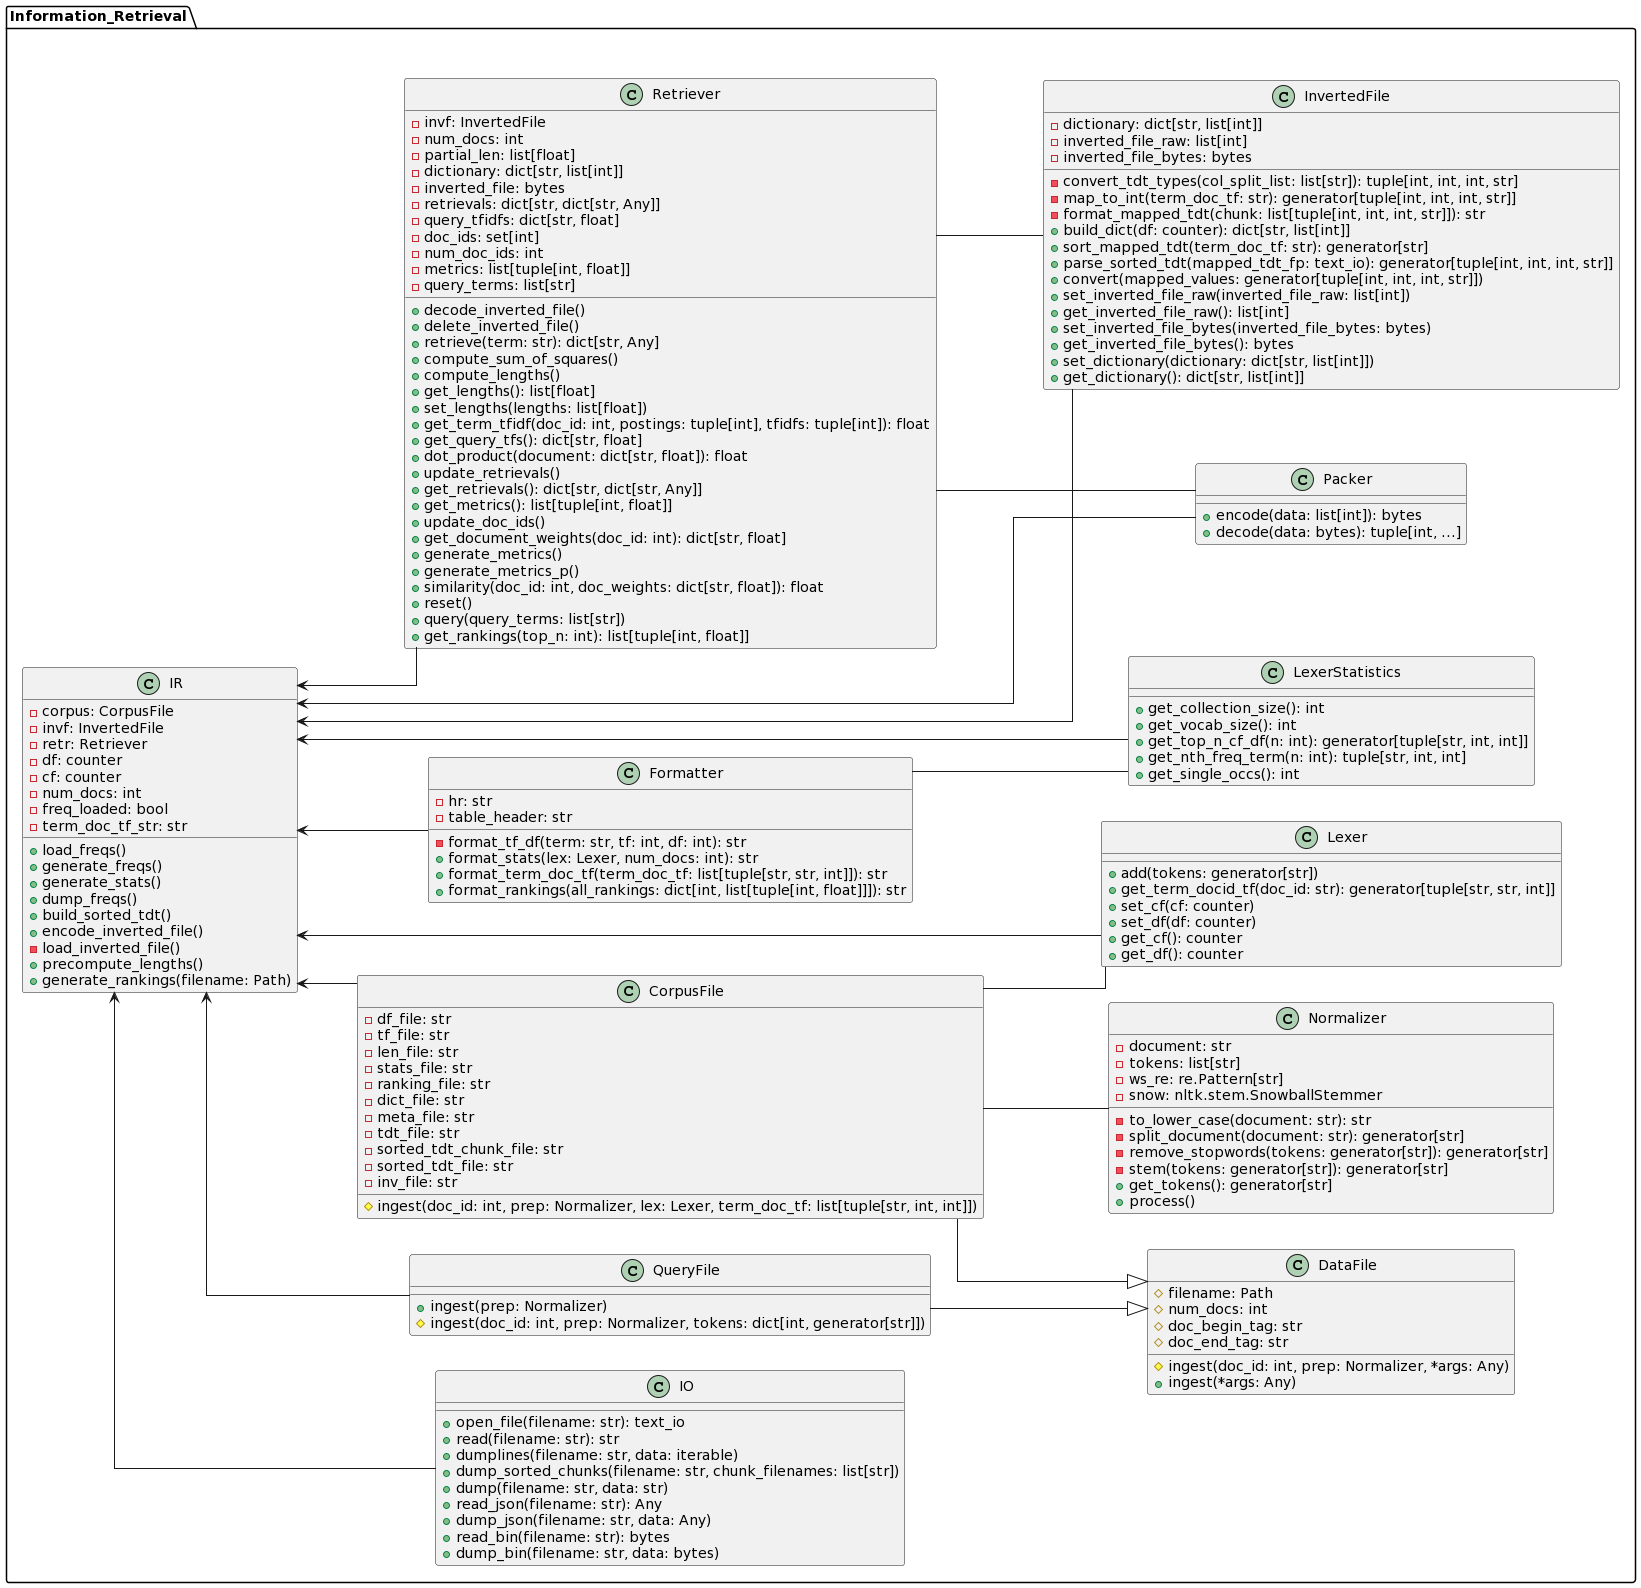 Information_Retrieval
C Retriever
invf: InvertedFile
num_docs: int
partial_len: list[float]
dictionary: dict[str, list[int]]
inverted_file: bytes
retrievals: dict[str, dict[str, Any]]
query_tfidfs: dict[str, float]
doc_ids: set[int]
num_doc_ids: int
metrics: list[tuple[int, float]]
query_terms: list[str]
decode_inverted_file()
delete_inverted_file()
retrieve(term: str): dict[str, Any]
compute_sum_of_squares()
compute_lengths()
get_lengths(): list[float]
set_lengths(lengths: list[float])
get_term_tfidf(doc_id: int, postings: tuple[int], tfidfs: tuple[int]): float
get_query_tfs(): dict[str, float]
dot_product(document: dict[str, float]): float
update_retrievals()
get_retrievals(): dict[str, dict[str, Any]]
get_metrics(): list[tuple[int, float]]
update_doc_ids()
get_document_weights(doc_id: int): dict[str, float]
generate_metrics()
generate_metrics_p()
similarity(doc_id: int, doc_weights: dict[str, float]): float
reset()
query(query_terms: list[str])
get_rankings(top_n: int): list[tuple[int, float]]
C InvertedFile
dictionary: dict[str, list[int]]
inverted_file_raw: list[int]
inverted_file_bytes: bytes
convert_tdt_types(col_split_list: list[str]): tuple[int, int, int, str]
map_to_int(term_doc_tf: str): generator[tuple[int, int, int, str]]
format_mapped_tdt(chunk: list[tuple[int, int, int, str]]): str
build_dict(df: counter): dict[str, list[int]]
sort_mapped_tdt(term_doc_tf: str): generator[str]
parse_sorted_tdt(mapped_tdt_fp: text_io): generator[tuple[int, int, int, str]]
convert(mapped_values: generator[tuple[int, int, int, str]])
set_inverted_file_raw(inverted_file_raw: list[int])
get_inverted_file_raw(): list[int]
set_inverted_file_bytes(inverted_file_bytes: bytes)
get_inverted_file_bytes(): bytes
set_dictionary(dictionary: dict[str, list[int]])
get_dictionary(): dict[str, list[int]]
C Packer
encode(data: list[int]): bytes
decode(data: bytes): tuple[int, ...]
C IR
corpus: CorpusFile
invf: InvertedFile
retr: Retriever
df: counter
cf: counter
num_docs: int
freq_loaded: bool
term_doc_tf_str: str
load_freqs()
generate_freqs()
generate_stats()
dump_freqs()
build_sorted_tdt()
encode_inverted_file()
load_inverted_file()
precompute_lengths()
generate_rankings(filename: Path)
C LexerStatistics
get_collection_size(): int
get_vocab_size(): int
get_top_n_cf_df(n: int): generator[tuple[str, int, int]]
get_nth_freq_term(n: int): tuple[str, int, int]
get_single_occs(): int
C Formatter
hr: str
table_header: str
format_tf_df(term: str, tf: int, df: int): str
format_stats(lex: Lexer, num_docs: int): str
format_term_doc_tf(term_doc_tf: list[tuple[str, str, int]]): str
format_rankings(all_rankings: dict[int, list[tuple[int, float]]]): str
C Lexer
add(tokens: generator[str])
get_term_docid_tf(doc_id: str): generator[tuple[str, str, int]]
set_cf(cf: counter)
set_df(df: counter)
get_cf(): counter
get_df(): counter
C CorpusFile
df_file: str
tf_file: str
len_file: str
stats_file: str
ranking_file: str
dict_file: str
meta_file: str
tdt_file: str
sorted_tdt_chunk_file: str
sorted_tdt_file: str
inv_file: str
ingest(doc_id: int, prep: Normalizer, lex: Lexer, term_doc_tf: list[tuple[str, int, int]])
C Normalizer
document: str
tokens: list[str]
ws_re: re.Pattern[str]
snow: nltk.stem.SnowballStemmer
to_lower_case(document: str): str
split_document(document: str): generator[str]
remove_stopwords(tokens: generator[str]): generator[str]
stem(tokens: generator[str]): generator[str]
get_tokens(): generator[str]
process()
C QueryFile
ingest(prep: Normalizer)
ingest(doc_id: int, prep: Normalizer, tokens: dict[int, generator[str]])
C DataFile
filename: Path
num_docs: int
doc_begin_tag: str
doc_end_tag: str
ingest(doc_id: int, prep: Normalizer, *args: Any)
ingest(*args: Any)
C IO
open_file(filename: str): text_io
read(filename: str): str
dumplines(filename: str, data: iterable)
dump_sorted_chunks(filename: str, chunk_filenames: list[str])
dump(filename: str, data: str)
read_json(filename: str): Any
dump_json(filename: str, data: Any)
read_bin(filename: str): bytes
dump_bin(filename: str, data: bytes)